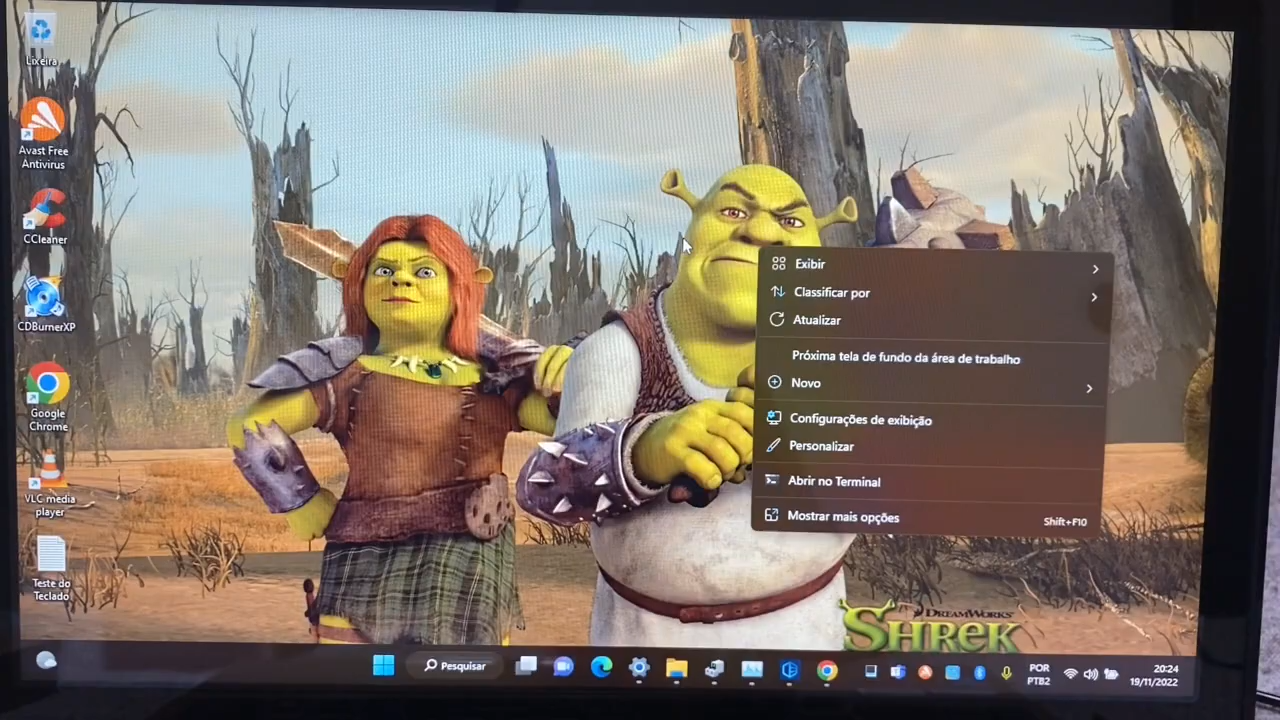 Lixeira
Avast Free
Antivirus
CCleaner
CDBurnerXP
Google
Chrome
VLC media
player
Teste do
Teclado
Exibir
Classificar por
Atualizar
Próxima tela de fundo da área de trabalho
Novo
Configurações de exibição
Personalizar
Abrir no Terminal
Mostrar mais opções Shift+F10
DREAMWORKS
SHREK
Pesquisar
POR
PTB2
20:24
19/11/2022